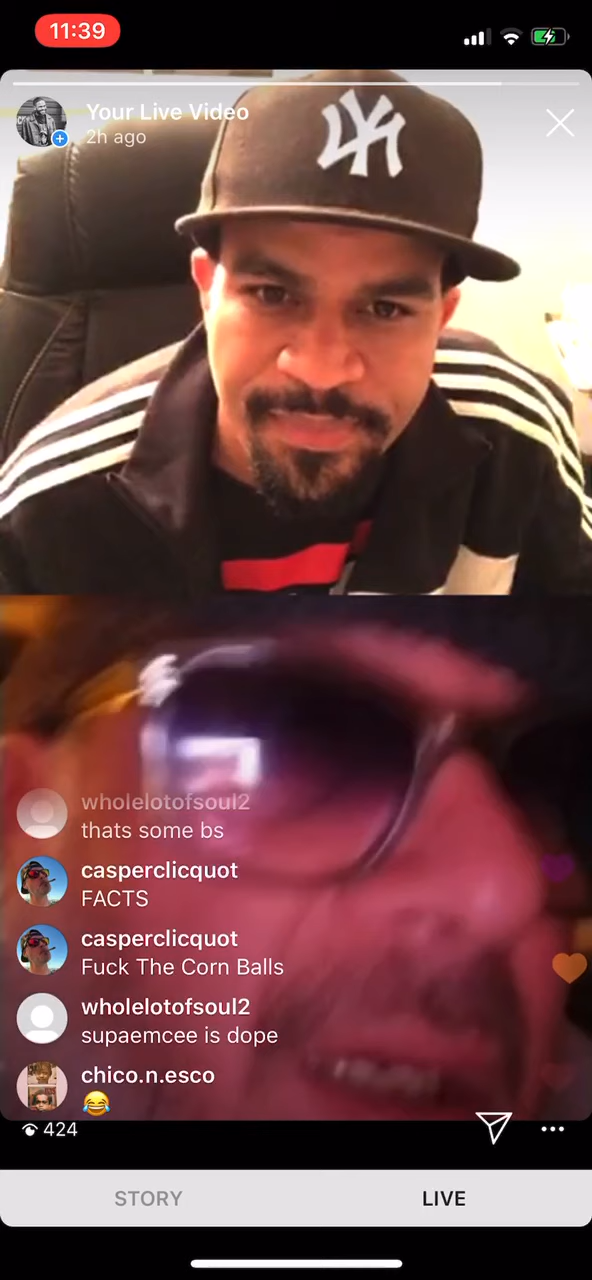 11:39
Your Live Video
2h ago
NY
wholelotofsoul2
thats some bs
casperclicquot
FACTS
casperclicquot
Fuck The Corn Balls
wholelotofsoul2
supaemcee is dope
chico.n.esco
😂
424
STORY
LIVE